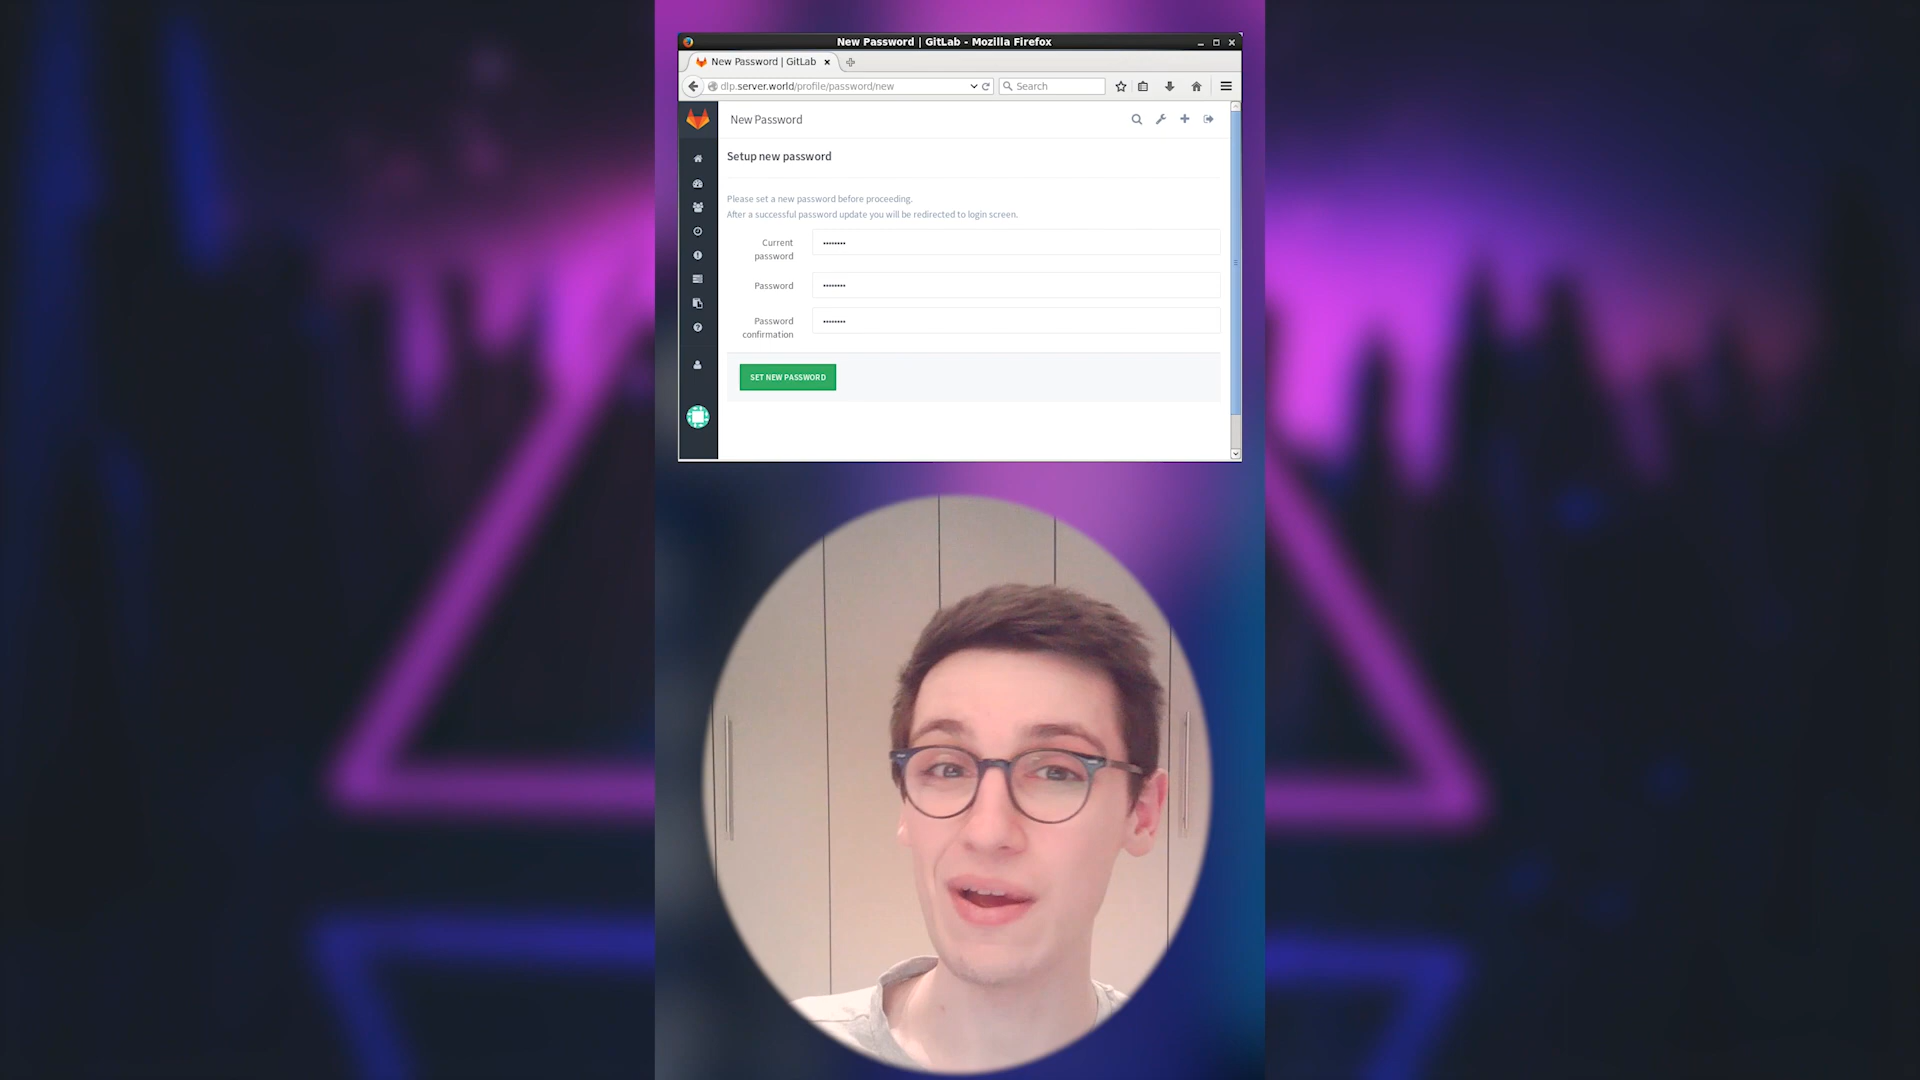 New Password | GitLab - Mozilla Firefox
New Password | GitLab
dlp.server.world/profile/password/new
Search
New Password
Setup new password
Please set a new password before proceeding.
After a successful password update you will be redirected to login screen.
Current
password
••••••••
Password
••••••••
Password
confirmation
••••••••
SET NEW PASSWORD